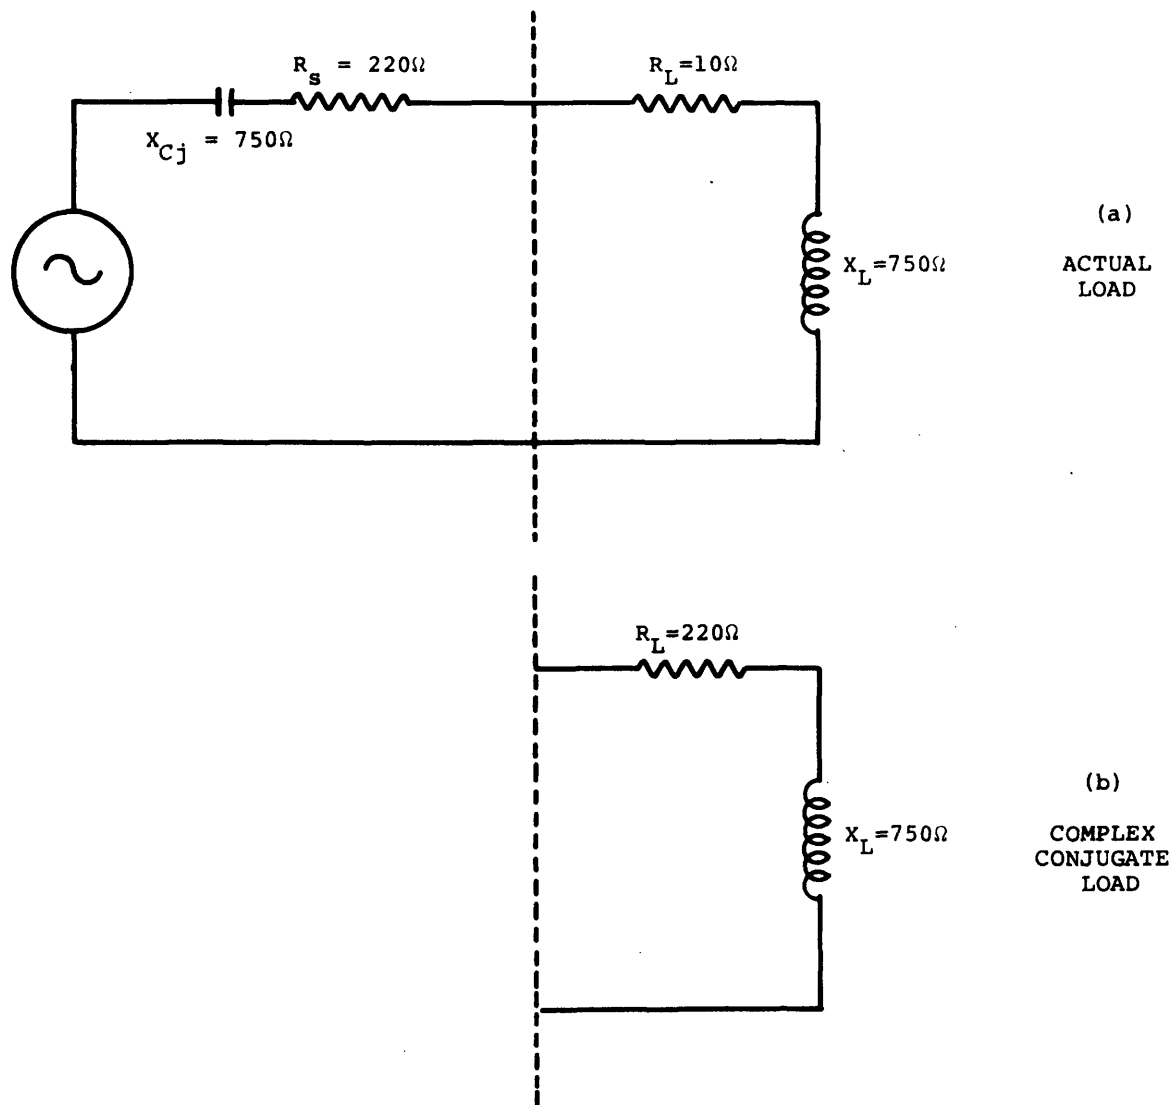 R_s = 220Ω
R_L=10Ω
X_Cj = 750Ω
X_L=750Ω
(a)
ACTUAL
LOAD
R_L=220Ω
X_L=750Ω
(b)
COMPLEX
CONJUGATE
LOAD